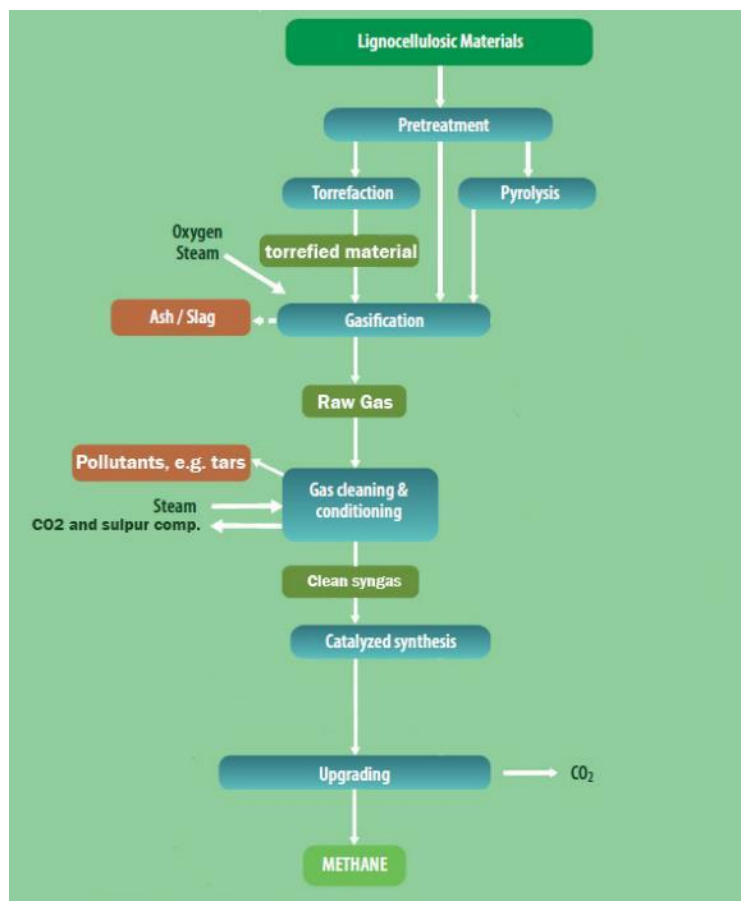 Lignocellulosic Materials
Pretreatment
Torrefaction
Pyrolysis
Oxygen
Steam
torrefied material
Ash / Slag
Gasification
Raw Gas
Pollutants, e.g. tars
Gas cleaning &
conditioning
Steam
CO2 and sulpur comp.
Clean syngas
Catalyzed synthesis
Upgrading
CO₂
METHANE